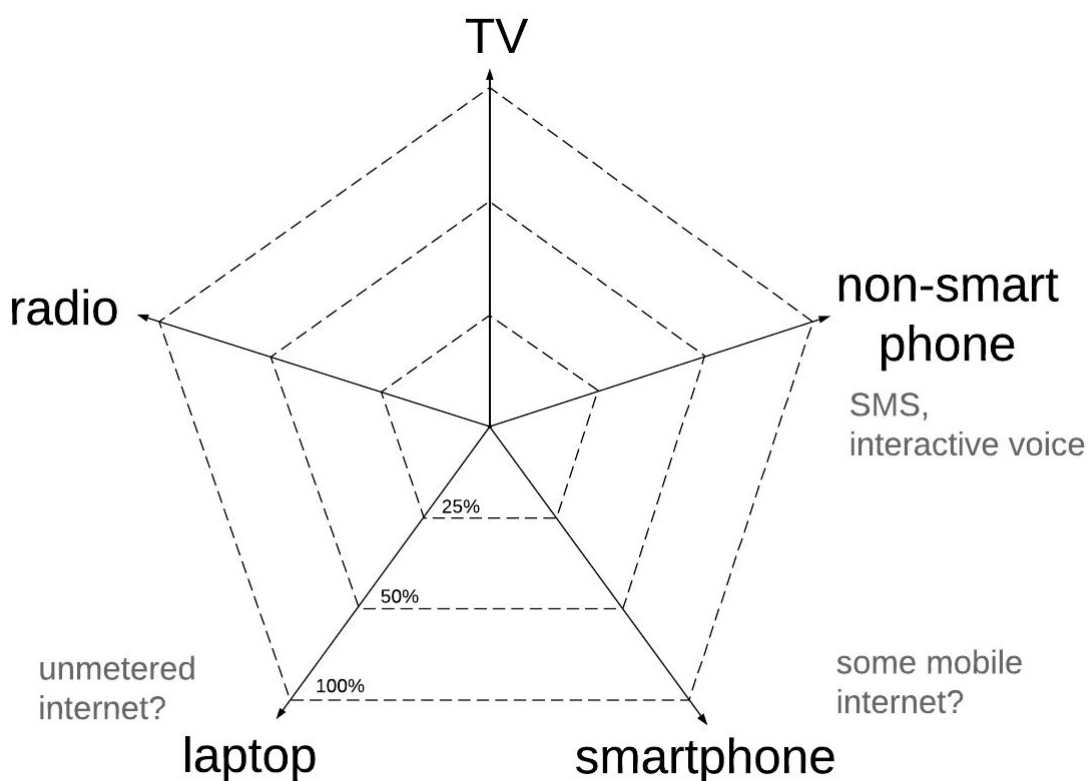 TV
radio
non-smart
phone
SMS,
interactive voice
25%
50%
100%
unmetered
internet?
some mobile
internet?
laptop
smartphone